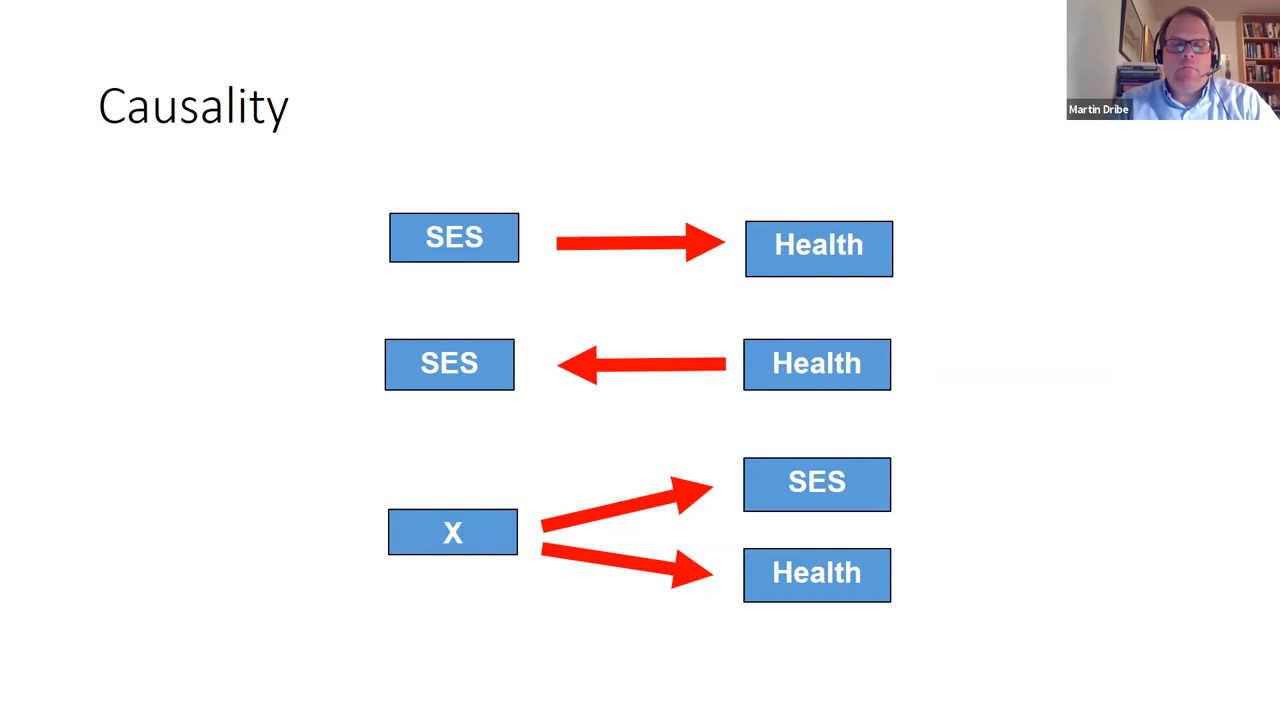 Causality
Martin Dribe
SES
Health
SES
Health
SES
X
Health